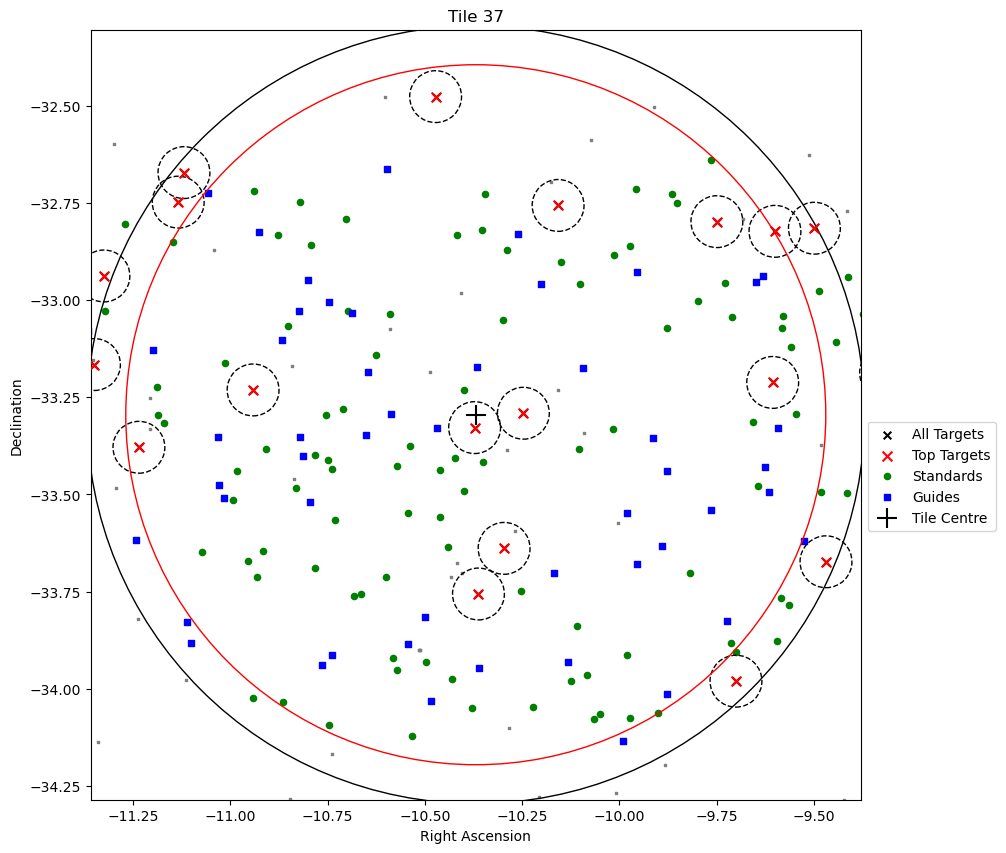 Tile 37
Declination
−32.50
−32.75
−33.00
−33.25
−33.50
−33.75
−34.00
−34.25
−11.25
−11.00
−10.75
−10.50
−10.25
−10.00
−9.75
−9.50
Right Ascension
All Targets
Top Targets
Standards
Guides
Tile Centre